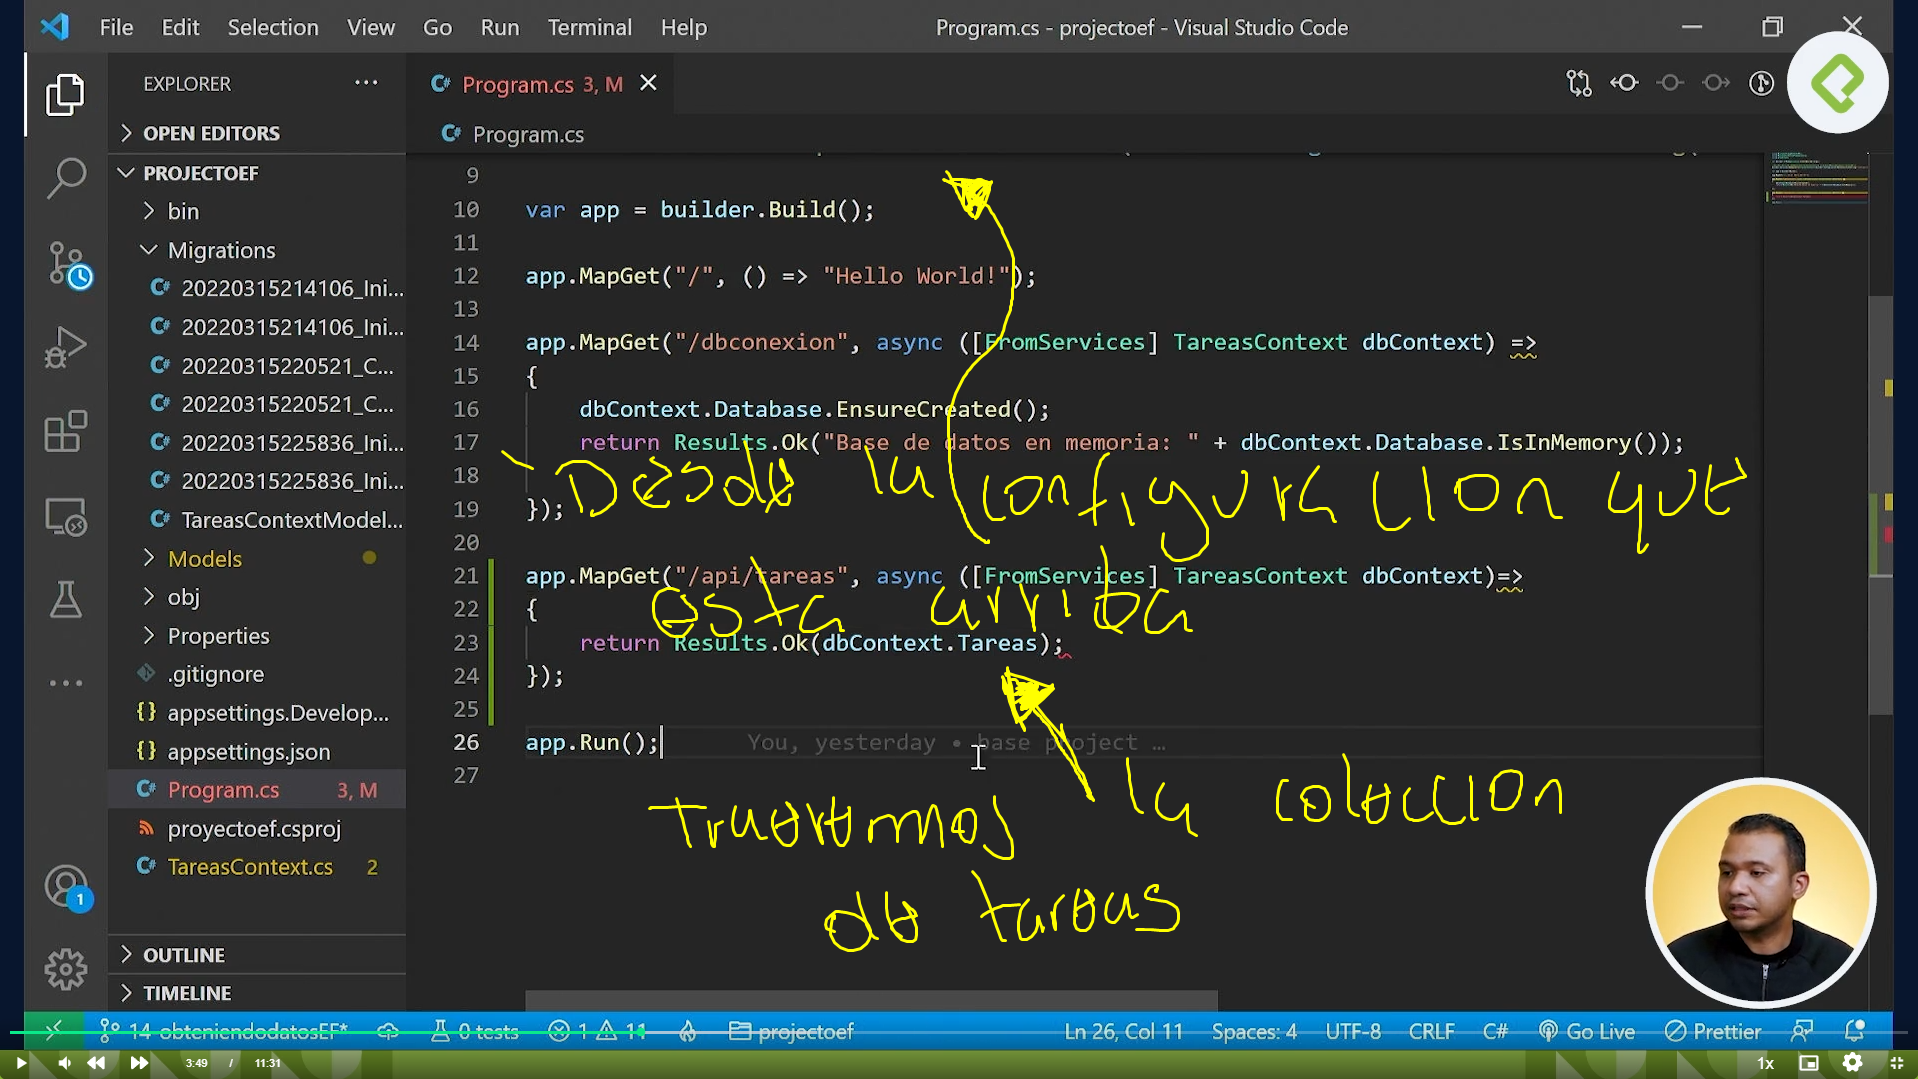 File Edit Selection View Go Run Terminal Help Program.cs - projectoef - Visual Studio Code
EXPLORER ...
Program.cs 3, M
OPEN EDITORS
Program.cs
PROJECTOEF
bin
Migrations
20220315214106_Ini...
20220315214106_Ini...
20220315220521_C...
20220315220521_C...
20220315225836_Ini...
20220315225836_Ini...
TareasContextModel...
Models
obj
Properties
.gitignore
appsettings.Develop...
appsettings.json
Program.cs 3, M
proyectoef.csproj
TareasContext.cs 2
OUTLINE
TIMELINE
1
9
10 var app = builder.Build();
11
12 app.MapGet("/", () => "Hello World!");
13
14 app.MapGet("/dbconexion", async ([FromServices] TareasContext dbContext) =>
15 {
16 dbContext.Database.EnsureCreated();
17 return Results.Ok("Base de datos en memoria: " + dbContext.Database.IsInMemory());
18
19 });
20
21 app.MapGet("/api/tareas", async ([FromServices] TareasContext dbContext)=>
22 {
23 return Results.Ok(dbContext.Tareas);
24 });
25
26 app.Run(); You, yesterday • base project ...
27
Desde la configuracion que
esta arriba
Traeremos la coleccion
de tareas
14-obteniendodatosEF* 0 tests 1 11 projectoef Ln 26, Col 11 Spaces: 4 UTF-8 CRLF C# Go Live Prettier
3:49 / 11:31 1x